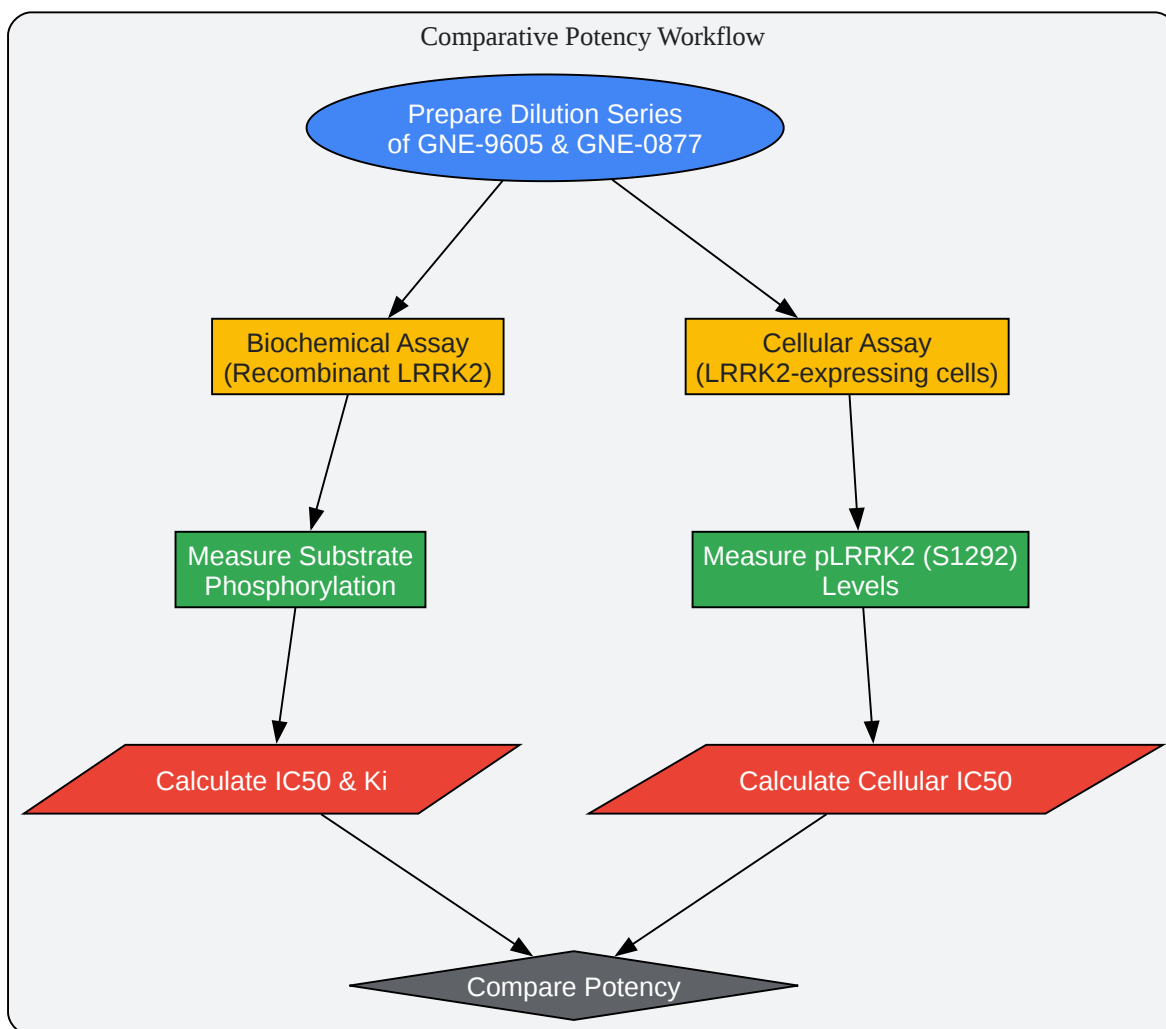 Comparative Potency Workflow
Prepare Dilution Series
of GNE-9605 & GNE-0877
Biochemical Assay
(Recombinant LRRK2)
Cellular Assay
(LRRK2-expressing cells)
Measure Substrate
Phosphorylation
Measure pLRRK2 (S1292)
Levels
Calculate IC50 & Ki
Calculate Cellular IC50
Compare Potency